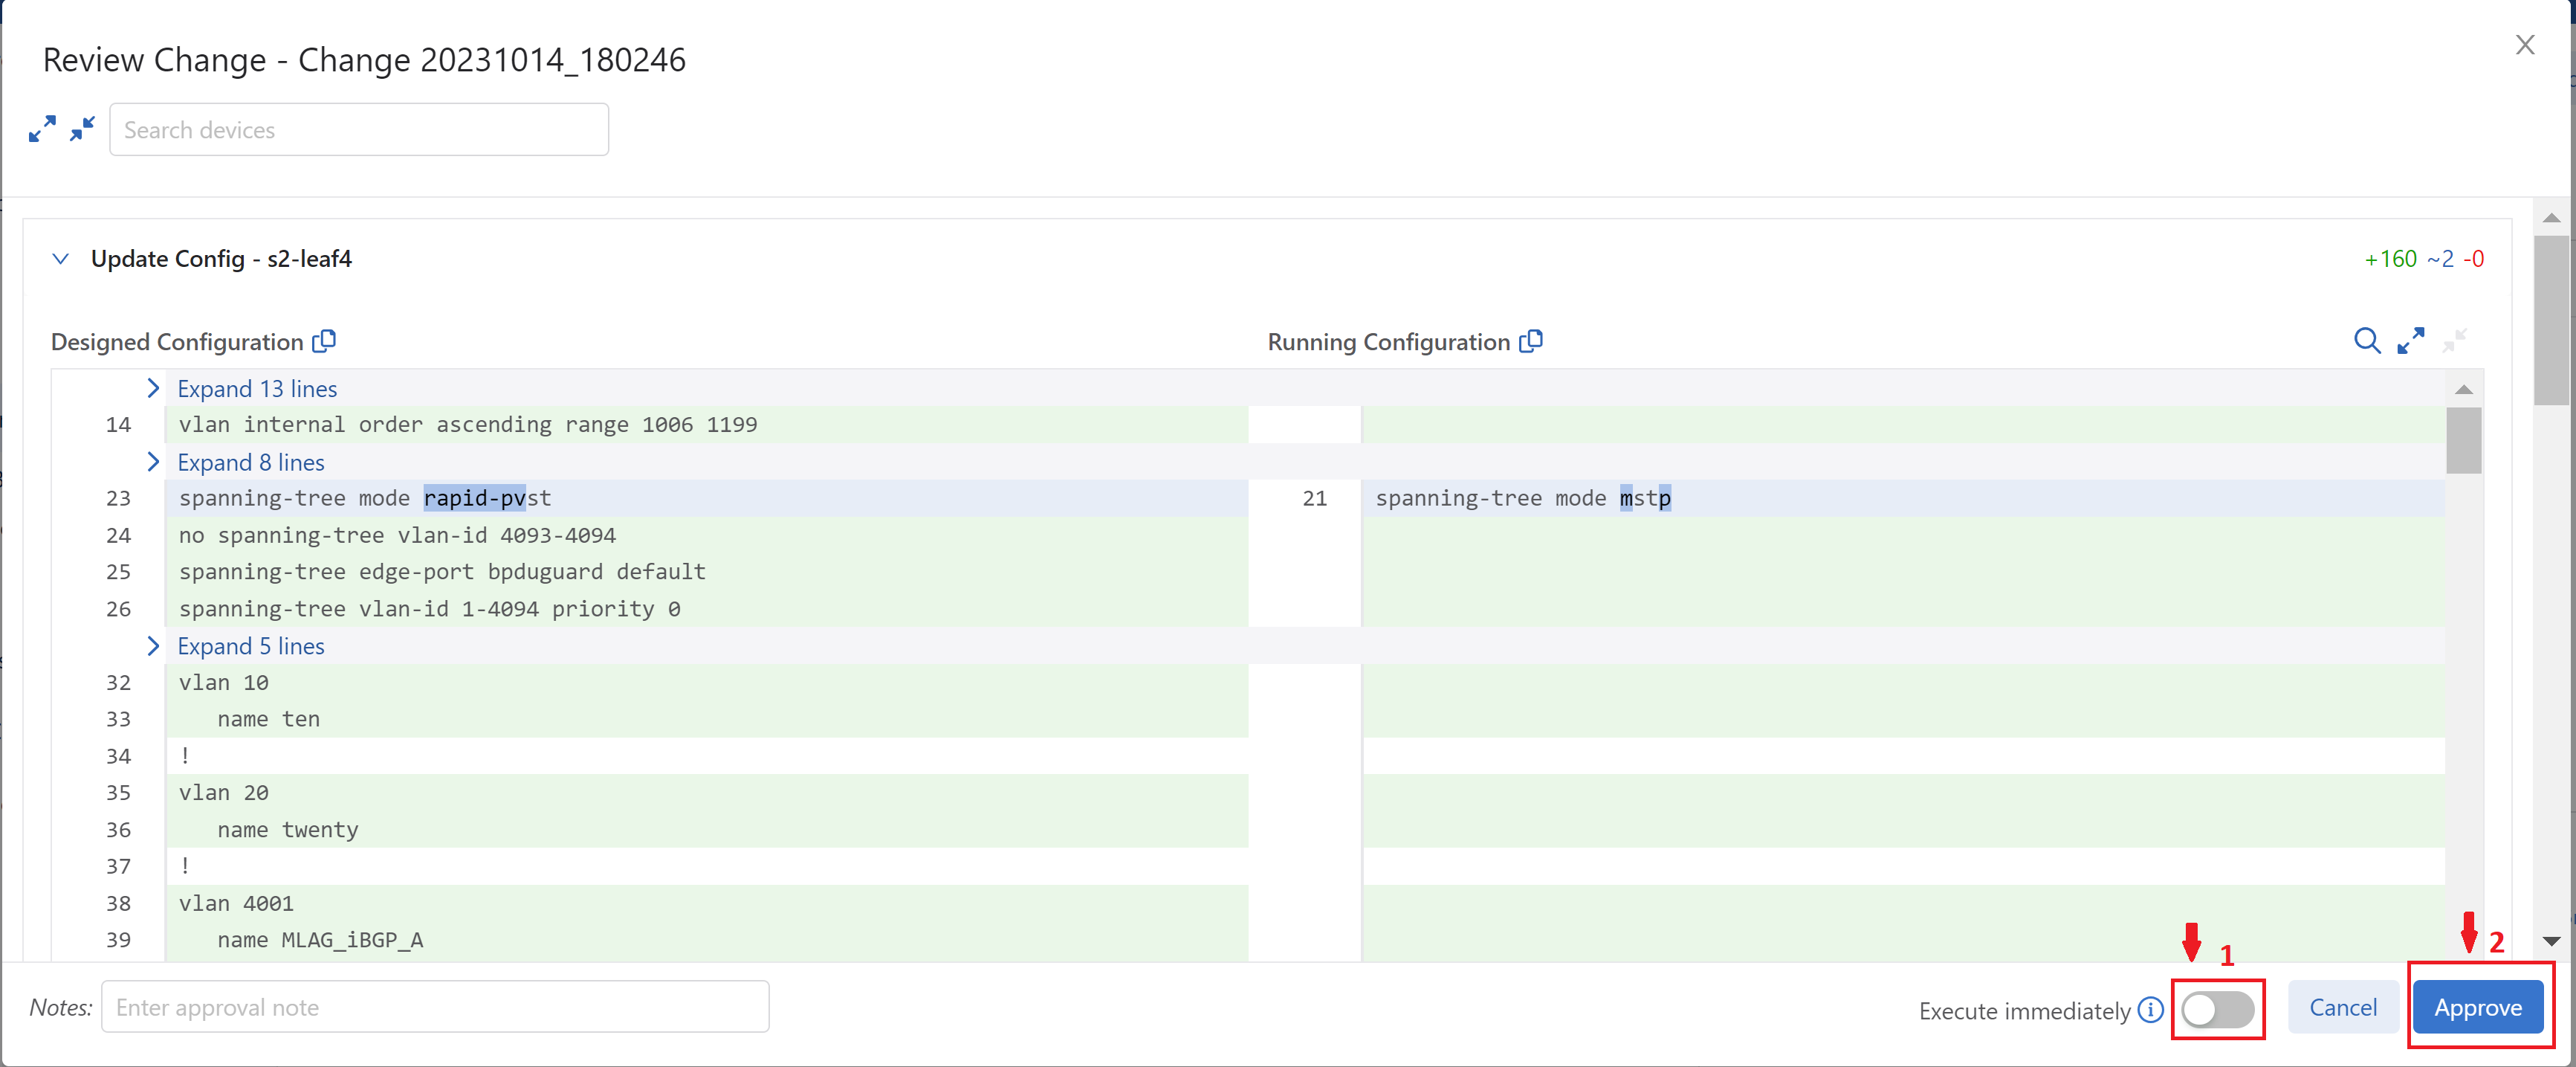 Review Change - Change 20231014_180246
Search devices
Update Config - s2-leaf4
+160 ~2 -0
Designed Configuration
Running Configuration
Expand 13 lines
14 vlan internal order ascending range 1006 1199
Expand 8 lines
23 spanning-tree mode rapid-pvst
21 spanning-tree mode mstp
24 no spanning-tree vlan-id 4093-4094
25 spanning-tree edge-port bpduguard default
26 spanning-tree vlan-id 1-4094 priority 0
Expand 5 lines
32 vlan 10
33 name ten
34 !
35 vlan 20
36 name twenty
37 !
38 vlan 4001
39 name MLAG_iBGP_A
1
2
Notes: Enter approval note
Execute immediately
Cancel
Approve